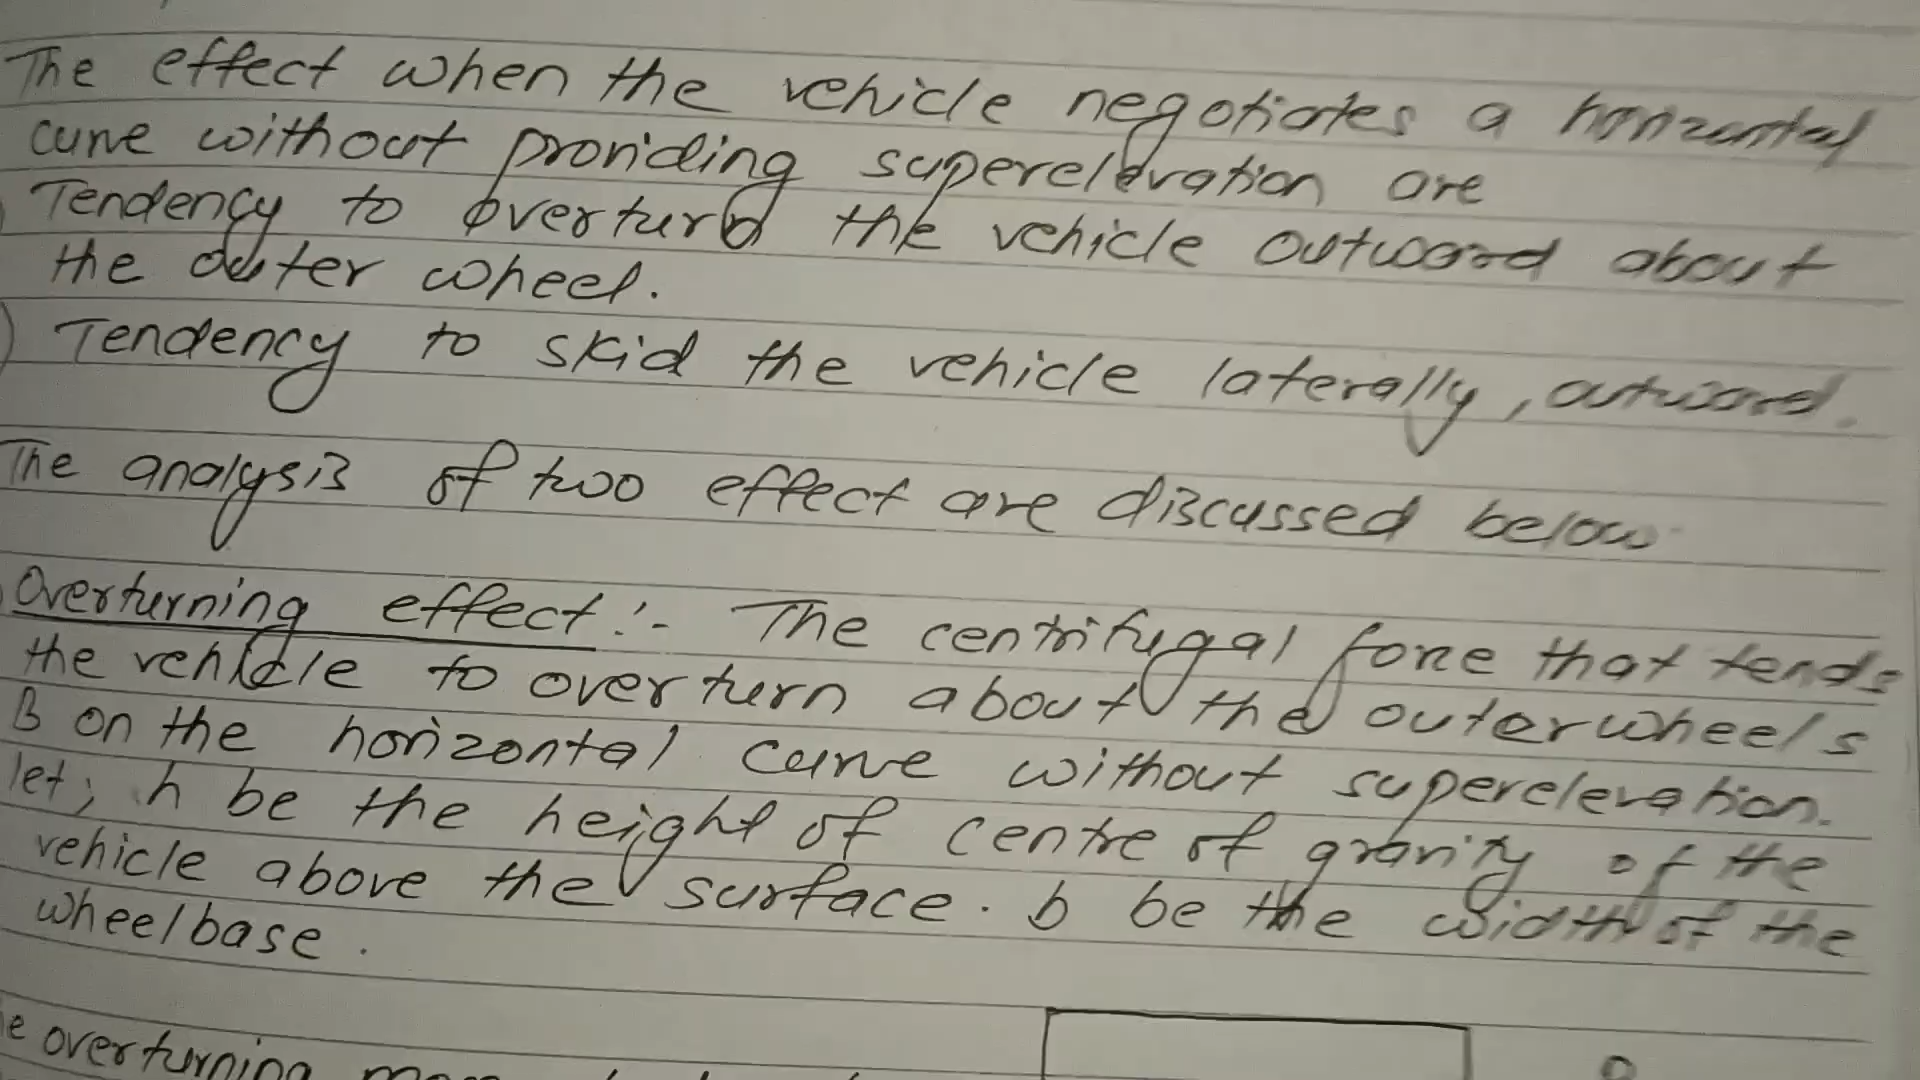 The effect when the vehicle negotiates a horizontal
curve without providing superelevation are
Tendency to overturn the vehicle outward about
the outer wheel.
) Tendency to skid the vehicle laterally, outward.
The analysis of two effect are discussed below
Overturning effect:- The centrifugal force that tends
the vehicle to overturn about the outer wheels
B on the horizontal curve without superelevation.
let; h be the height of centre of gravity of the
vehicle above the surface. b be the width of the
wheelbase.
overturning